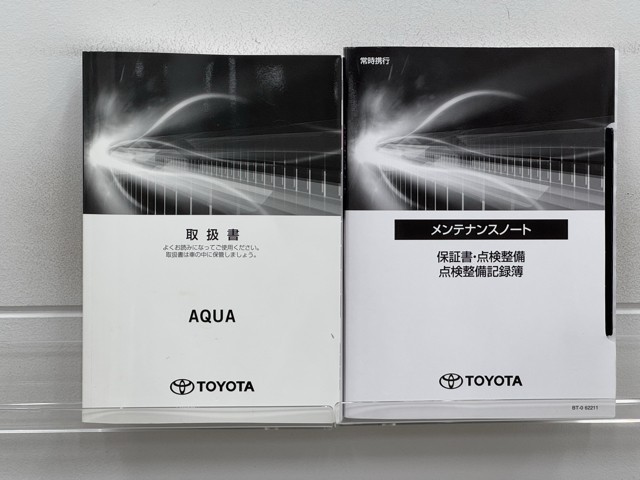 取扱書
よくお読みになってご使用ください。
取扱書は車の中に保管しましょう。
AQUA
TOYOTA
常時携行
メンテナンスノート
保証書・点検整備
点検整備記録簿
TOYOTA
BT-0 62211